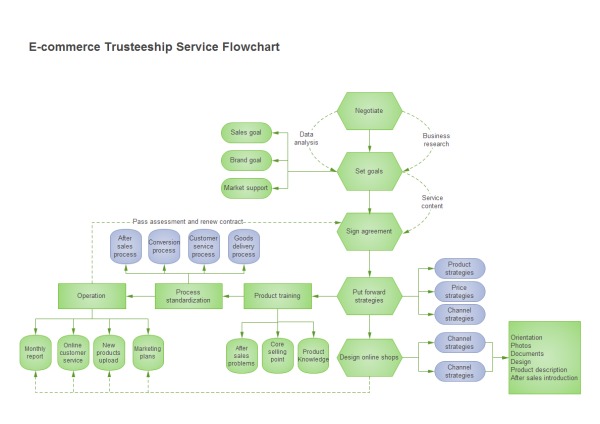 E-commerce Trusteeship Service Flowchart
Negotiate
Sales goal
Data
analysis
Business
research
Brand goal
Set goals
Market support
Service
content
Pass assessment and renew contract
Sign agreement
After
sales
process
Conversion
process
Customer
service
process
Goods
delivery
process
Product
strategies
Price
strategies
Channel
strategies
Operation
Process
standardization
Product training
Put forward
strategies
Monthly
report
Online
customer
service
New
products
upload
Marketing
plans
After
sales
problems
Core
selling
point
Product
Knowledge
Design online shops
Channel
strategies
Channel
strategies
Orientation
Photos
Documents
Design
Product description
After sales introduction